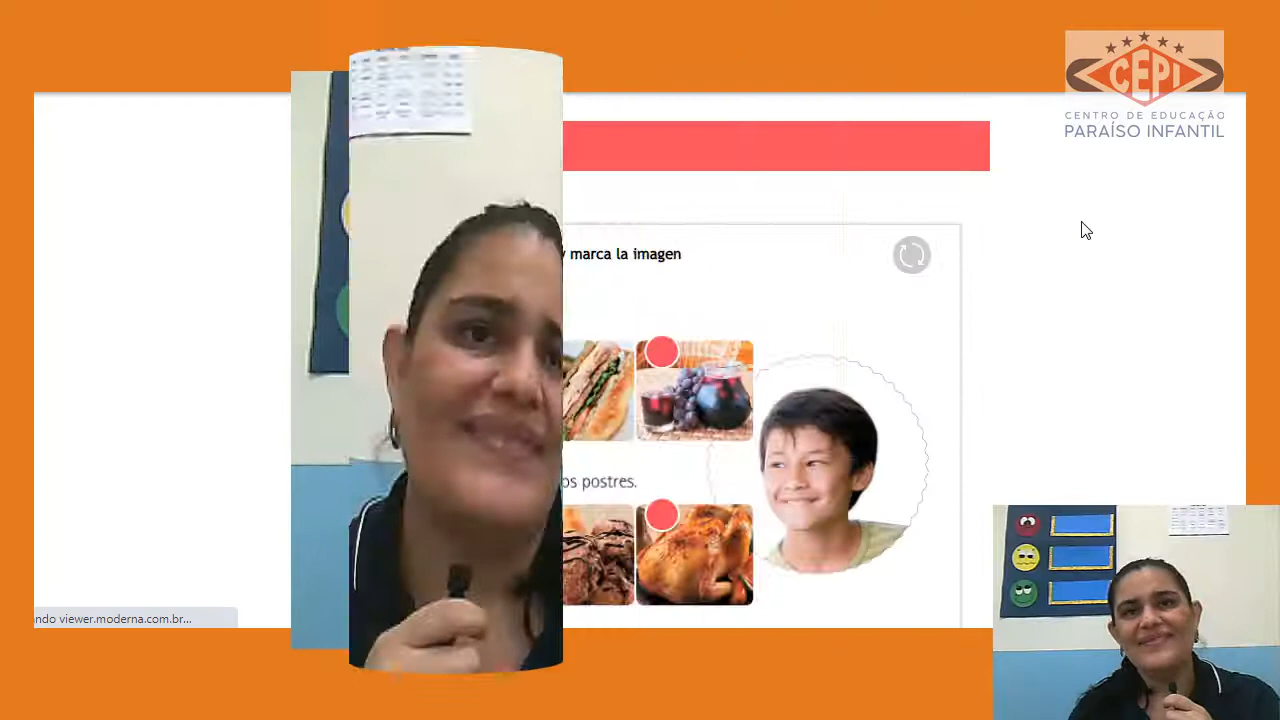 CEPI
CENTRO DE EDUCAÇÃO
PARAÍSO INFANTIL
y marca la imagen
os postres.
ndo viewer.moderna.com.br...